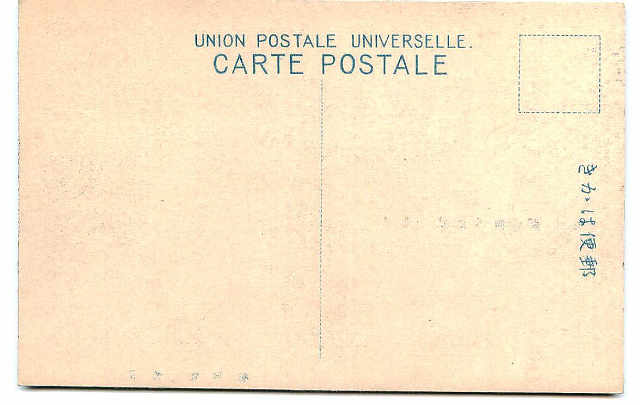 UNION POSTALE UNIVERSELLE.
CARTE POSTALE
郵便はかき